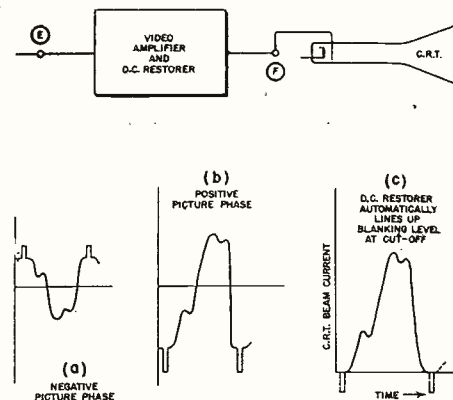 E
VIDEO
AMPLIFIER
AND
D.C. RESTORER
F
C.R.T.
(a)
NEGATIVE
PICTURE PHASE
(b)
POSITIVE
PICTURE PHASE
(c)
D.C. RESTORER
AUTOMATICALLY
LINES UP
BLANKING LEVEL
AT CUT-OFF
C.R.T. BEAM CURRENT
TIME